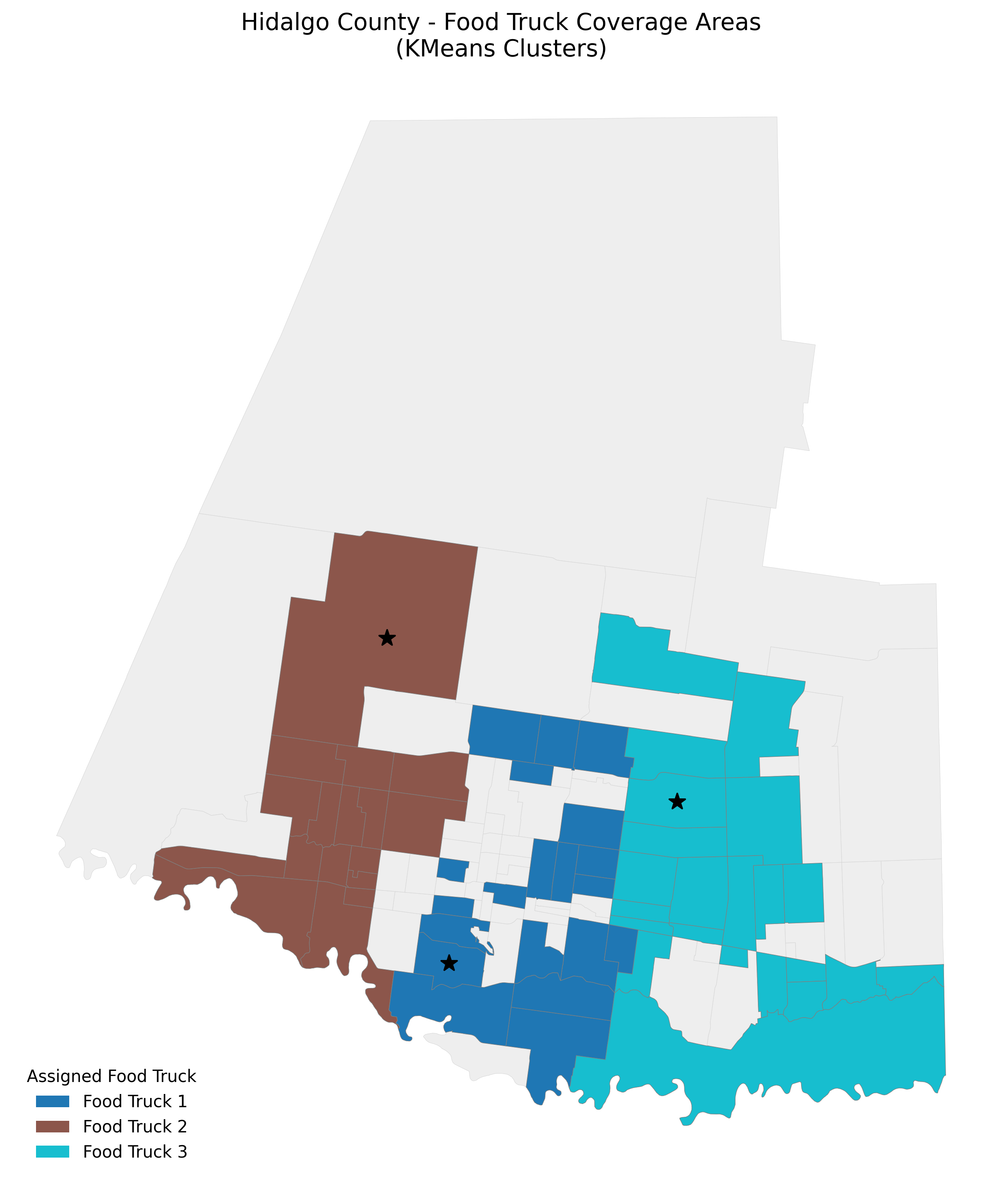 Hidalgo County - Food Truck Coverage Areas
(KMeans Clusters)
Assigned Food Truck
Food Truck 1
Food Truck 2
Food Truck 3